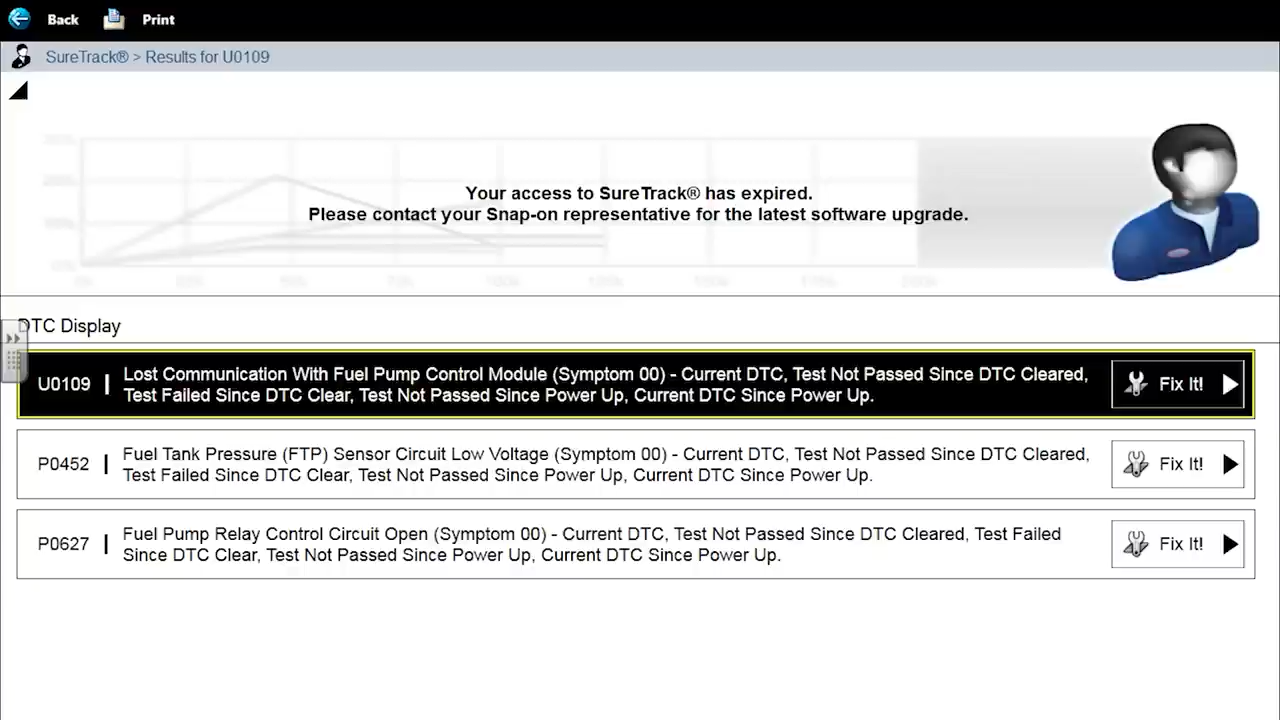 Back Print
SureTrack® > Results for U0109
Your access to SureTrack® has expired.
Please contact your Snap-on representative for the latest software upgrade.
DTC Display
U0109 | Lost Communication With Fuel Pump Control Module (Symptom 00) - Current DTC, Test Not Passed Since DTC Cleared,
Test Failed Since DTC Clear, Test Not Passed Since Power Up, Current DTC Since Power Up.
Fix It!
P0452 | Fuel Tank Pressure (FTP) Sensor Circuit Low Voltage (Symptom 00) - Current DTC, Test Not Passed Since DTC Cleared,
Test Failed Since DTC Clear, Test Not Passed Since Power Up, Current DTC Since Power Up.
Fix It!
P0627 | Fuel Pump Relay Control Circuit Open (Symptom 00) - Current DTC, Test Not Passed Since DTC Cleared, Test Failed
Since DTC Clear, Test Not Passed Since Power Up, Current DTC Since Power Up.
Fix It!